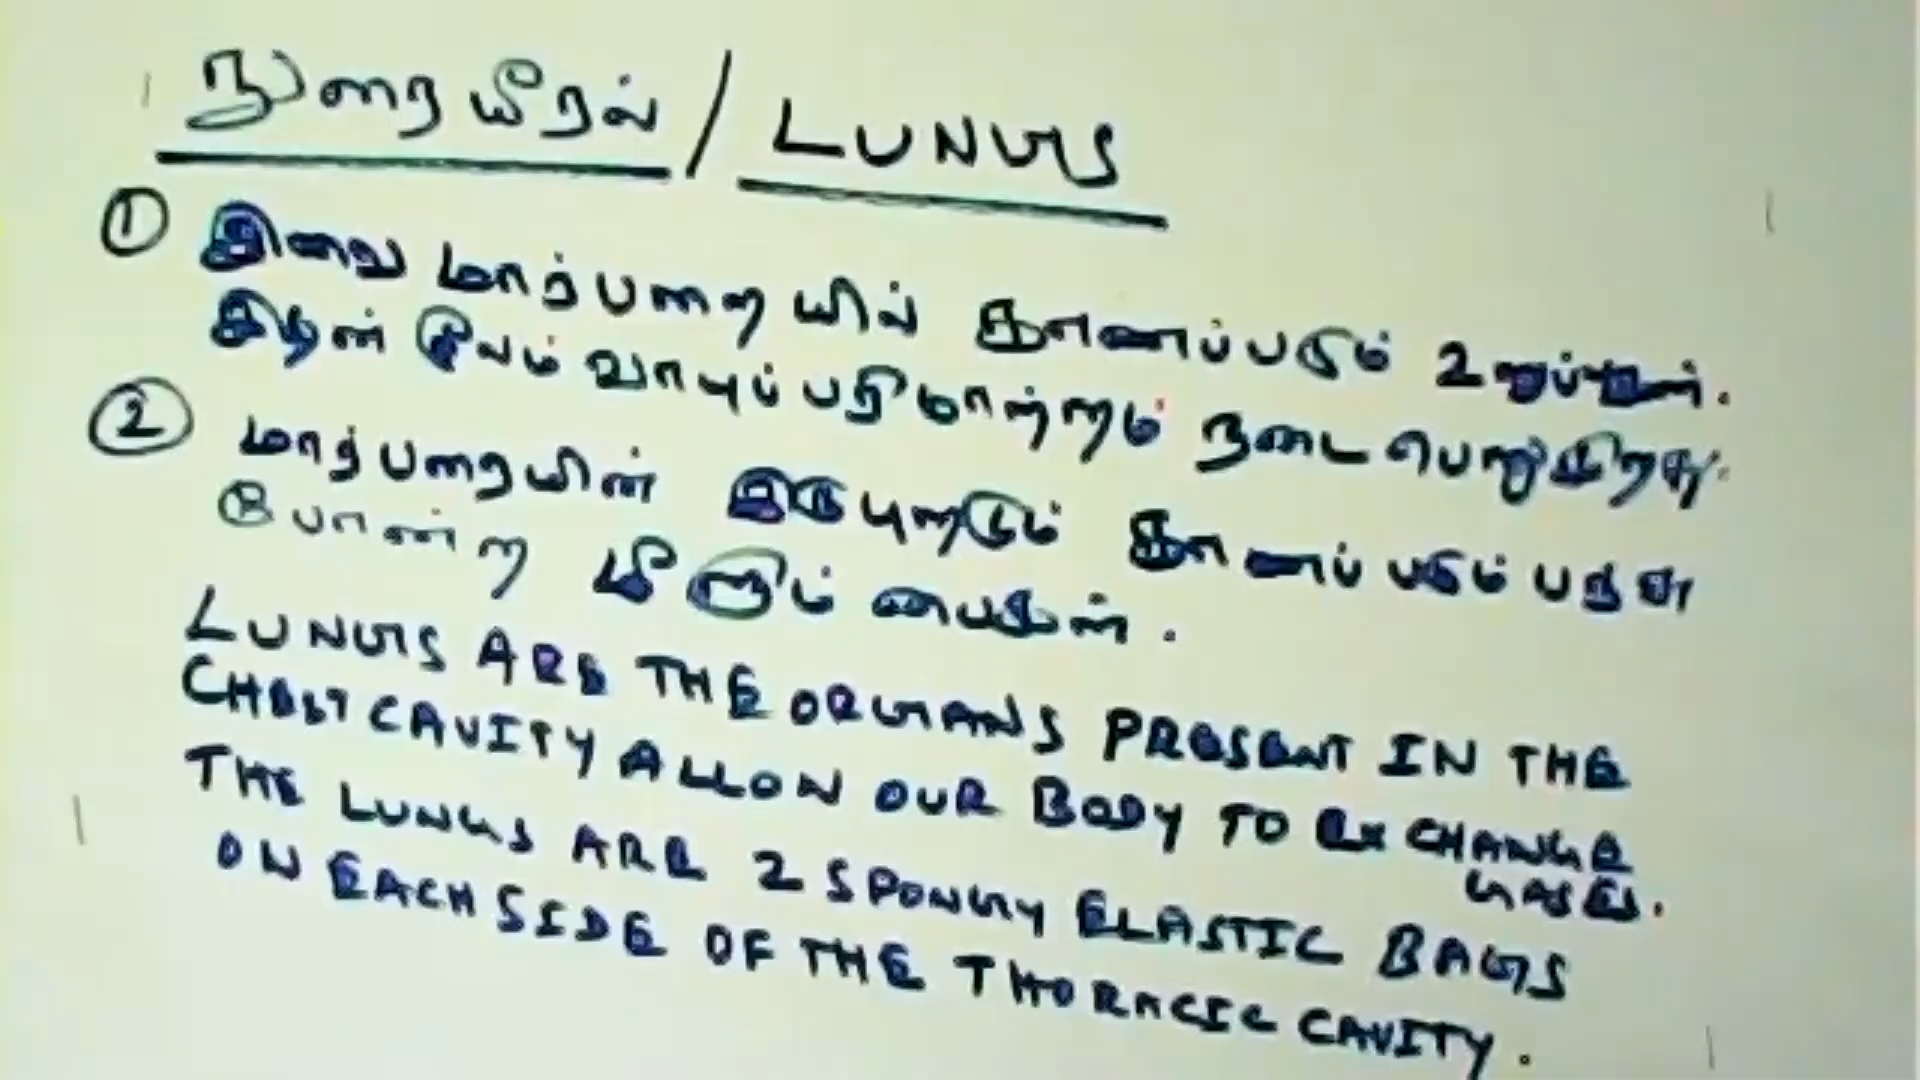 நுரையீரல் / LUNGS
① இவை மார்பறையில் காணப்படும் உறுப்புகள்.
இதன் மூலம் வாயுப் பரிமாற்றம் நடைபெறுகிறது.
② மார்பறையின் இருபுறமும் காணப்படும் பஞ்சு
போன்ற மீளும் பைகள்.
LUNGS ARE THE ORGANS PRESENT IN THE
CHEST CAVITY ALLOW OUR BODY TO EXCHANGE
GASES.
THE LUNGS ARE 2 SPONGY ELASTIC BAGS
ON EACH SIDE OF THE THORACIC CAVITY.